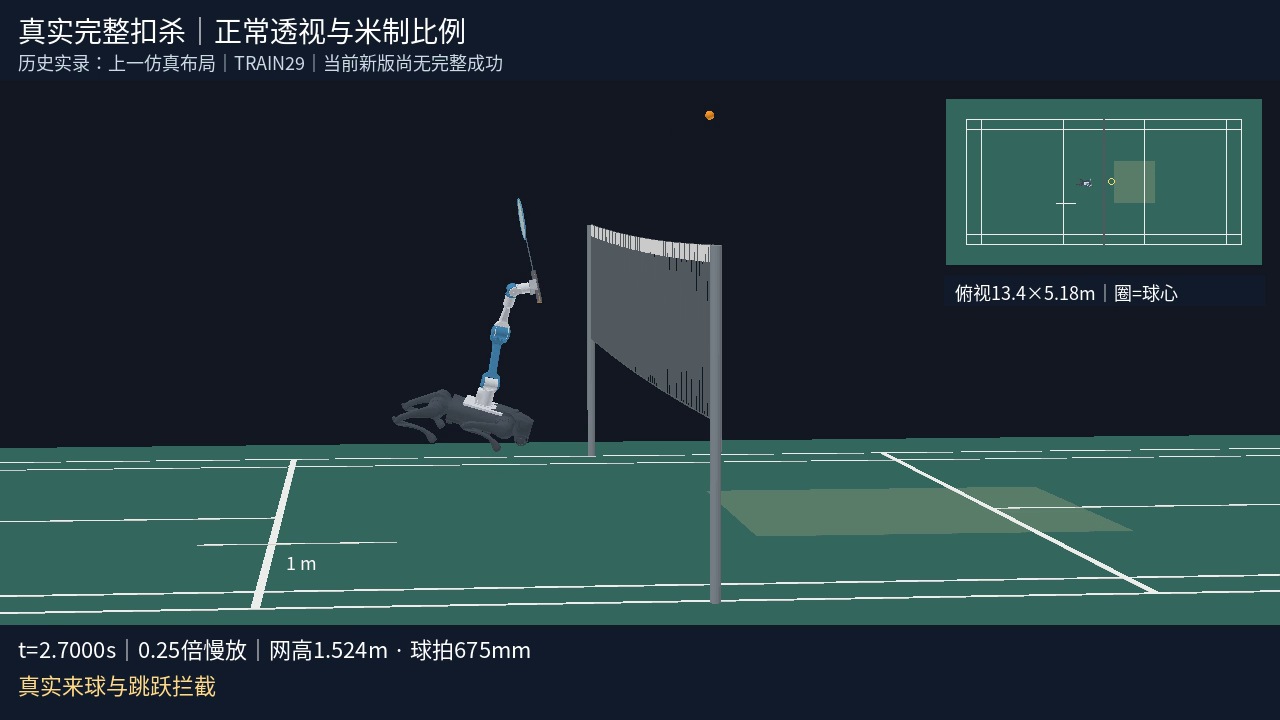 真实完整扣杀｜正常透视与米制比例
历史实录：上一仿真布局｜TRAIN29｜当前新版尚无完整成功
俯视13.4×5.18m｜圈=球心
1 m
t=2.7000s｜0.25倍慢放｜网高1.524m · 球拍675mm
真实来球与跳跃拦截